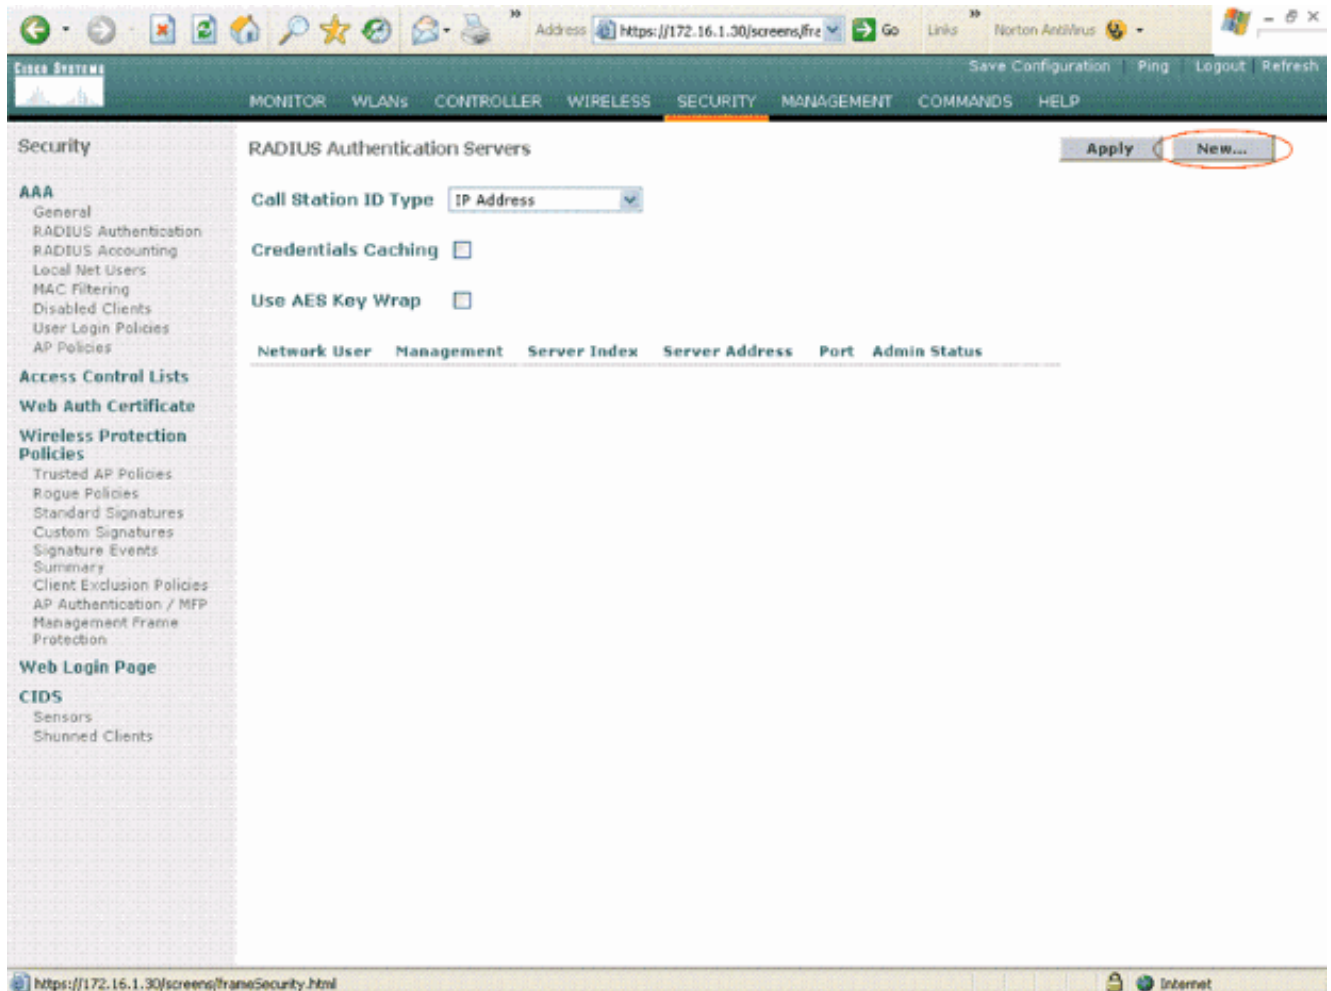 Address https://172.16.1.30/screens/fra Go Links Norton AntiVirus
CISCO SYSTEMS
Save Configuration Ping Logout Refresh
MONITOR WLANs CONTROLLER WIRELESS SECURITY MANAGEMENT COMMANDS HELP
Security
AAA
General
RADIUS Authentication
RADIUS Accounting
Local Net Users
MAC Filtering
Disabled Clients
User Login Policies
AP Policies
Access Control Lists
Web Auth Certificate
Wireless Protection
Policies
Trusted AP Policies
Rogue Policies
Standard Signatures
Custom Signatures
Signature Events
Summary
Client Exclusion Policies
AP Authentication / MFP
Management Frame
Protection
Web Login Page
CIDS
Sensors
Shunned Clients
RADIUS Authentication Servers
Apply New...
Call Station ID Type IP Address
Credentials Caching
Use AES Key Wrap
Network User Management Server Index Server Address Port Admin Status
https://172.16.1.30/screens/frameSecurity.html Internet